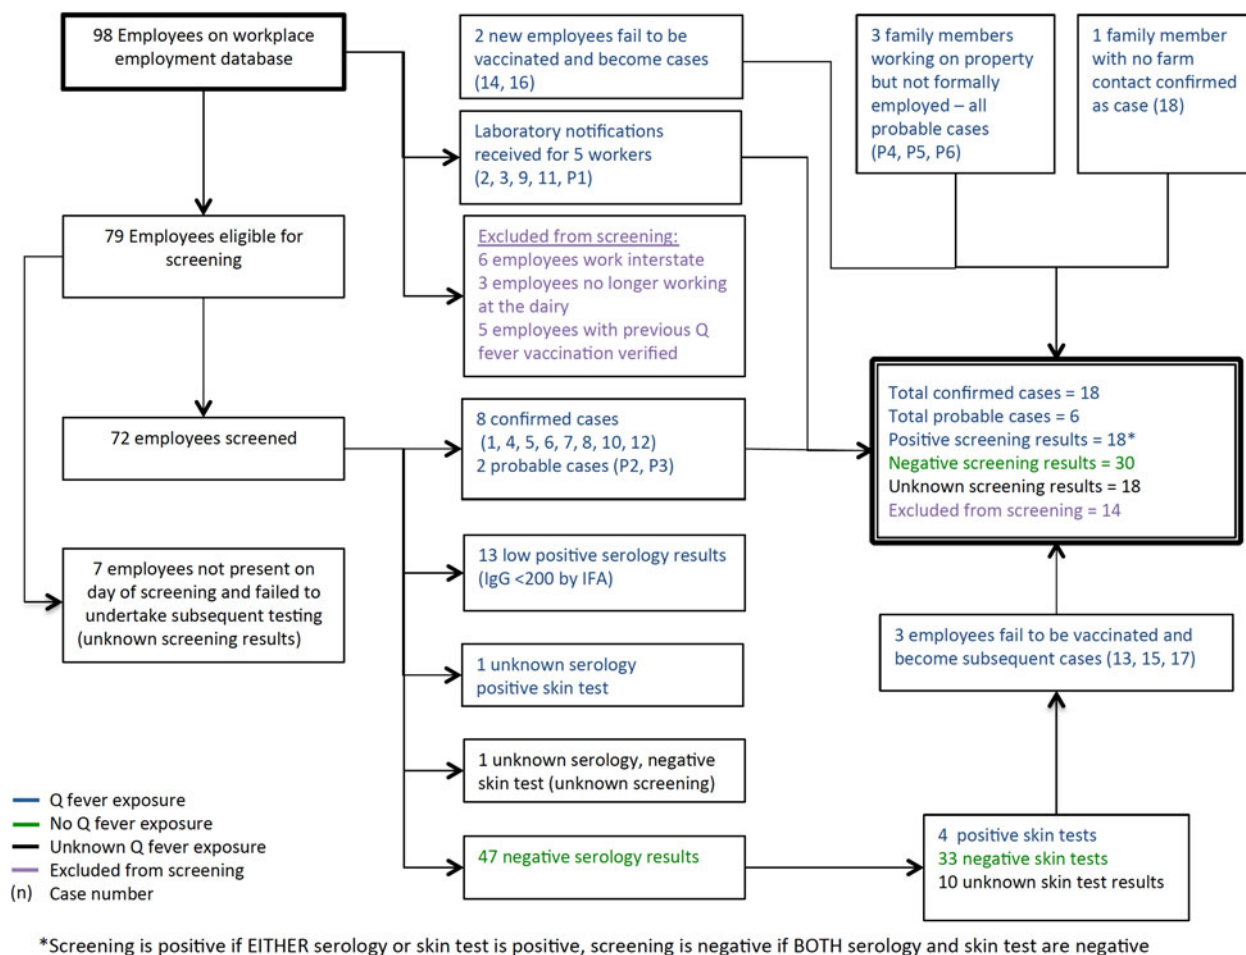 98 Employees on workplace
employment database
2 new employees fail to be
vaccinated and become cases
(14, 16)
3 family members
working on property
but not formally
employed – all
probable cases
(P4, P5, P6)
1 family member
with no farm
contact confirmed
as case (18)
Laboratory notifications
received for 5 workers
(2, 3, 9, 11, P1)
79 Employees eligible for
screening
Excluded from screening:
6 employees work interstate
3 employees no longer working
at the dairy
5 employees with previous Q
fever vaccination verified
72 employees screened
8 confirmed cases
(1, 4, 5, 6, 7, 8, 10, 12)
2 probable cases (P2, P3)
Total confirmed cases = 18
Total probable cases = 6
Positive screening results = 18*
Negative screening results = 30
Unknown screening results = 18
Excluded from screening = 14
7 employees not present on
day of screening and failed to
undertake subsequent testing
(unknown screening results)
13 low positive serology results
(IgG <200 by IFA)
1 unknown serology
positive skin test
3 employees fail to be vaccinated and
become subsequent cases (13, 15, 17)
1 unknown serology, negative
skin test (unknown screening)
47 negative serology results
4 positive skin tests
33 negative skin tests
10 unknown skin test results
Q fever exposure
No Q fever exposure
Unknown Q fever exposure
Excluded from screening
(n) Case number
*Screening is positive if EITHER serology or skin test is positive, screening is negative if BOTH serology and skin test are negative